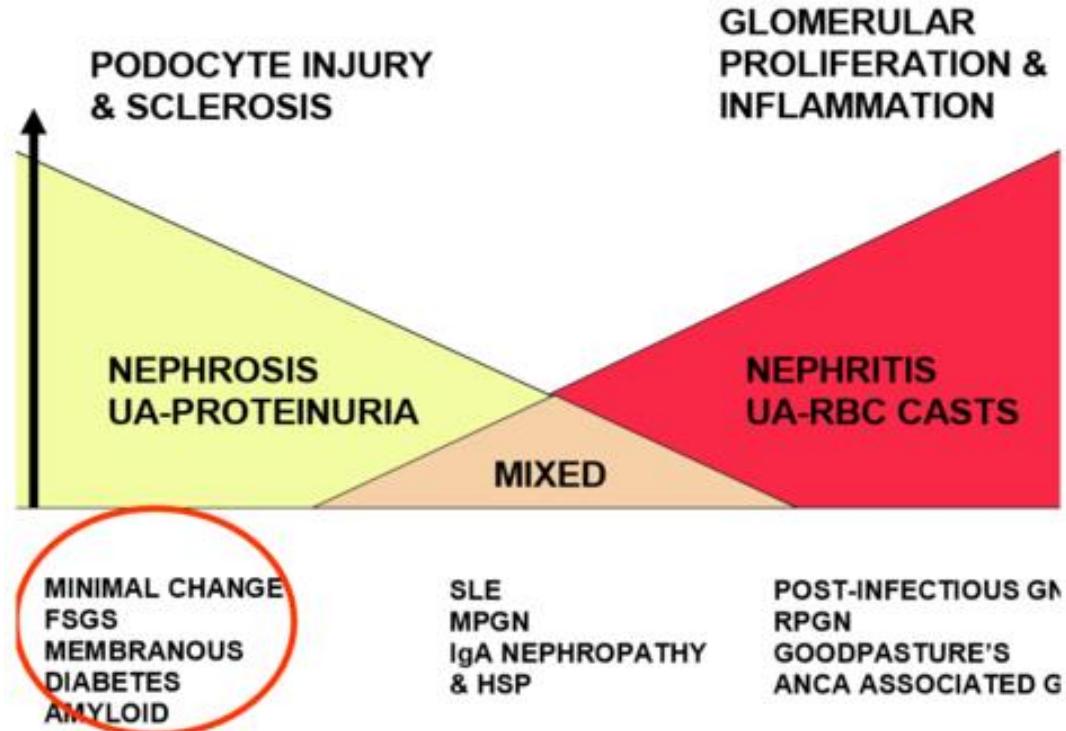 PODOCYTE INJURY
& SCLEROSIS
GLOMERULAR
PROLIFERATION &
INFLAMMATION
NEPHROSIS
UA-PROTEINURIA
NEPHRITIS
UA-RBC CASTS
MIXED
MINIMAL CHANGE
FSGS
MEMBRANOUS
DIABETES
AMYLOID
SLE
MPGN
IgA NEPHROPATHY
& HSP
POST-INFECTIOUS GN
RPGN
GOODPASTURE'S
ANCA ASSOCIATED G